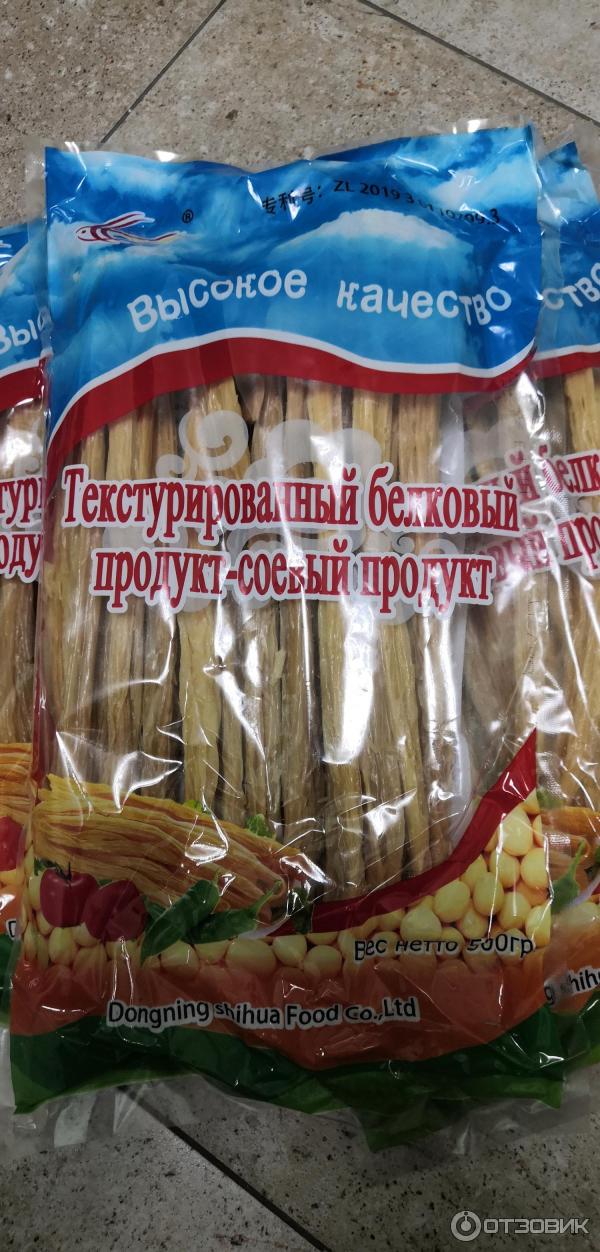 ®
专利号: ZL 2019 3
Высокое качество
Текстурированный белковый
продукт-соевый продукт
Вес нетто 500гр
Dongning shihua Food Co.,Ltd
ОТЗОВИК